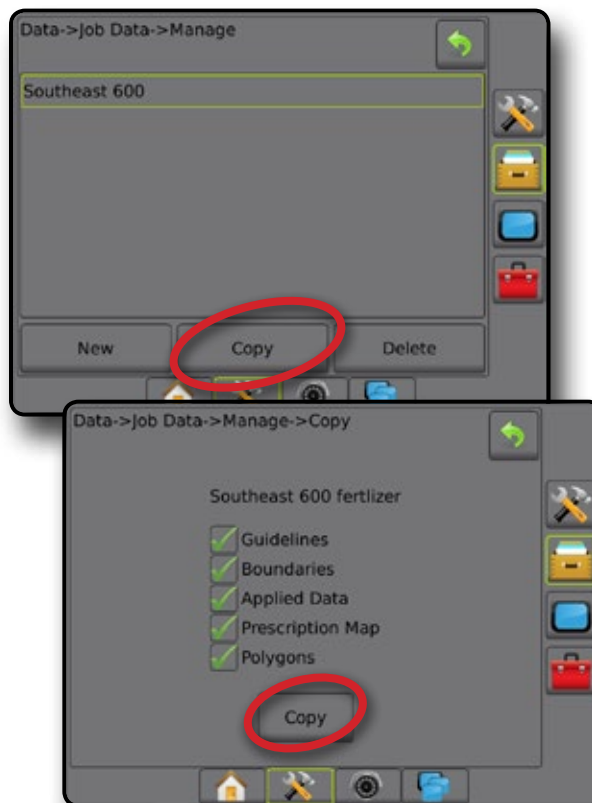 Data->Job Data->Manage
Southeast 600
New Copy Delete
Data->Job Data->Manage->Copy
Southeast 600 fertlizer
Guidelines
Boundaries
Applied Data
Prescription Map
Polygons
Copy